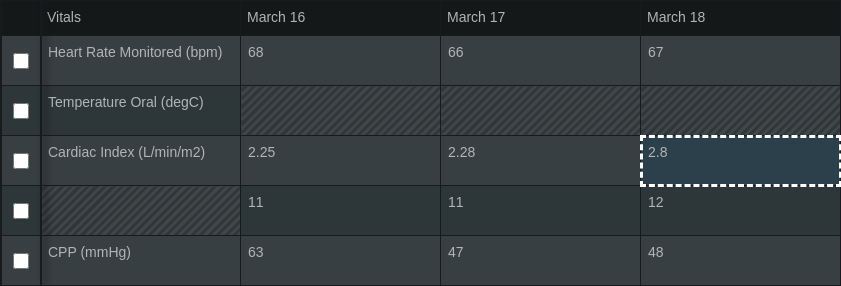 Vitals March 16 March 17 March 18
Heart Rate Monitored (bpm) 68 66 67
Temperature Oral (degC)
Cardiac Index (L/min/m2) 2.25 2.28 2.8
11 11 12
CPP (mmHg) 63 47 48